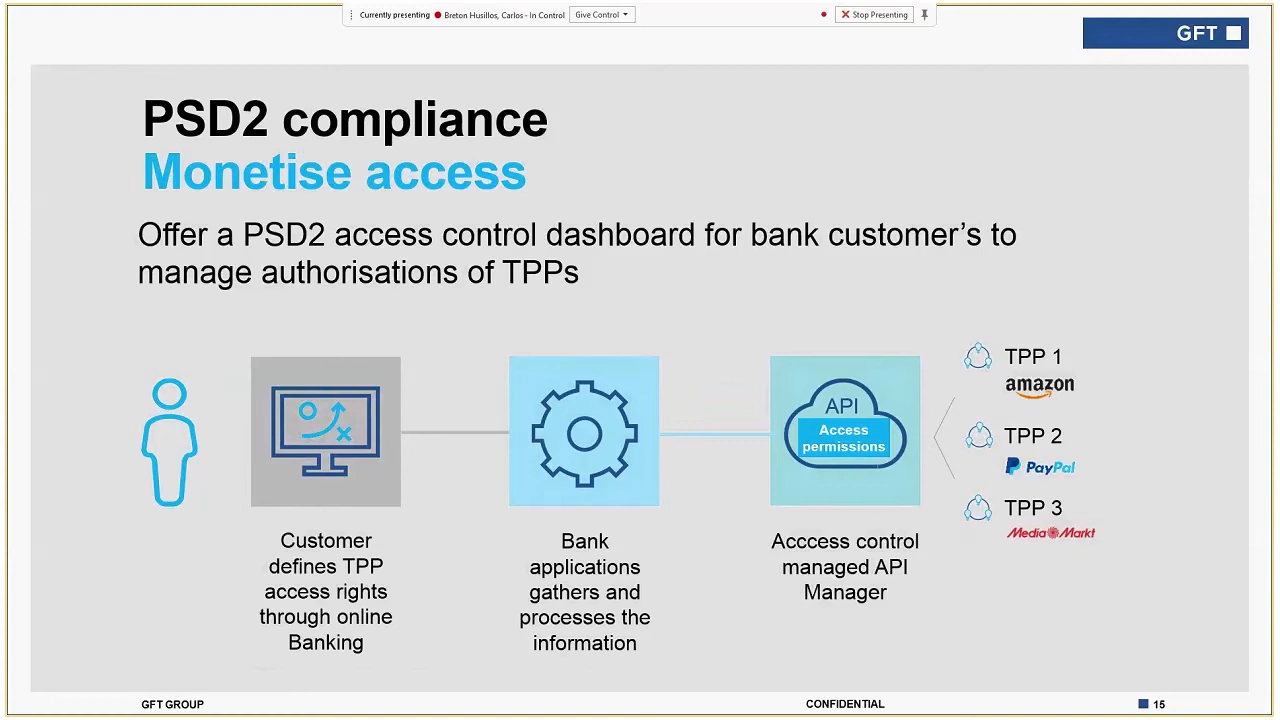 Currently presenting Breton Husillos, Carlos - In Control Give Control Stop Presenting
GFT
PSD2 compliance
Monetise access
Offer a PSD2 access control dashboard for bank customer’s to
manage authorisations of TPPs
API
Access
permissions
TPP 1
amazon
TPP 2
PayPal
TPP 3
MediaMarkt
Customer
defines TPP
access rights
through online
Banking
Bank
applications
gathers and
processes the
information
Acccess control
managed API
Manager
GFT GROUP
CONFIDENTIAL
15